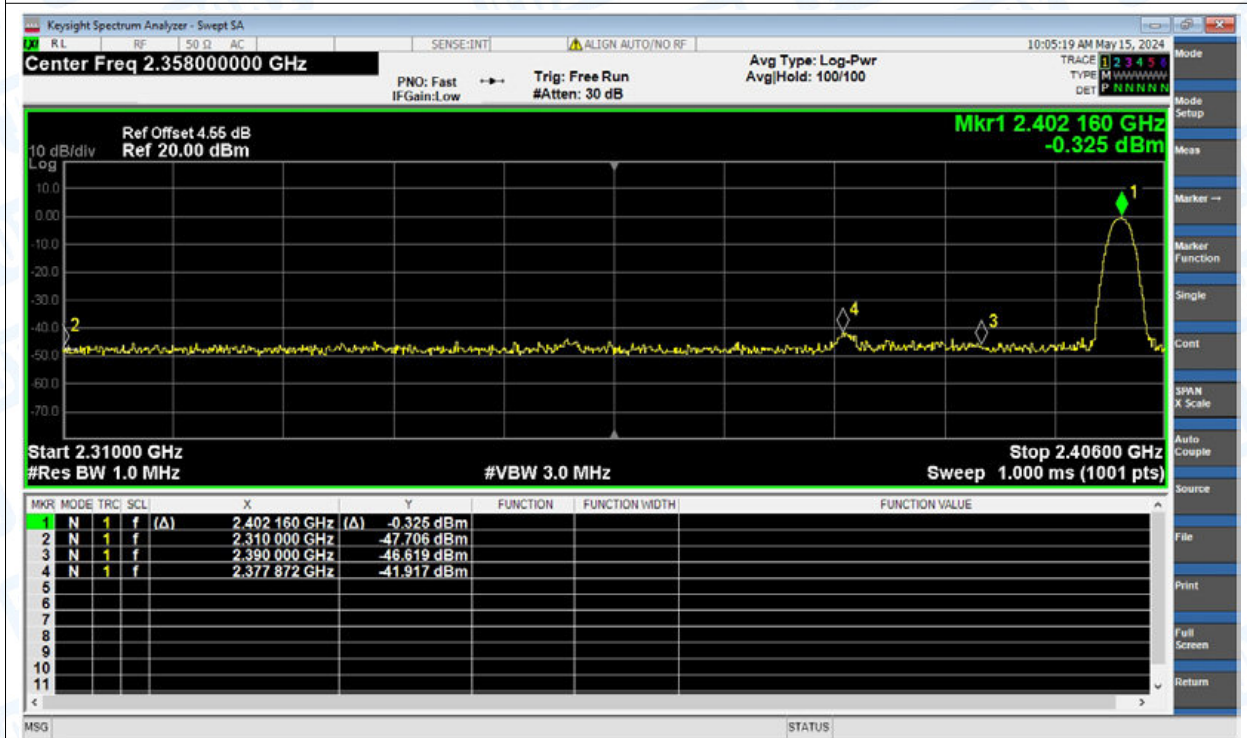 Keysight Spectrum Analyzer - Swept SA
RL RF 50 Ω AC SENSE:INT ALIGN AUTO/NO RF 10:05:19 AM May 15, 2024
Center Freq 2.358000000 GHz
PNO: Fast
IFGain:Low
Trig: Free Run
#Atten: 30 dB
Avg Type: Log-Pwr
Avg|Hold: 100/100
TRACE 1 2 3 4 5 6
TYPE M WWWWW
DET P N N N N N
Ref Offset 4.55 dB
Ref 20.00 dBm
10 dB/div
Log
Mkr1 2.402 160 GHz
-0.325 dBm
10.0
0.00
-10.0
-20.0
-30.0
-40.0
-50.0
-60.0
-70.0
1
2
3
4
Start 2.31000 GHz
Stop 2.40600 GHz
#Res BW 1.0 MHz
#VBW 3.0 MHz
Sweep 1.000 ms (1001 pts)
MKR MODE TRC SCL X Y FUNCTION FUNCTION WIDTH FUNCTION VALUE
1 N 1 f (Δ) 2.402 160 GHz (Δ) -0.325 dBm
2 N 1 f 2.310 000 GHz -47.706 dBm
3 N 1 f 2.390 000 GHz -46.619 dBm
4 N 1 f 2.377 872 GHz -41.917 dBm
5
6
7
8
9
10
11
MSG STATUS
Mode
Mode
Setup
Meas
Marker →
Marker
Function
Single
Cont
SPAN
X Scale
Auto
Couple
Source
File
Print
Full
Screen
Return